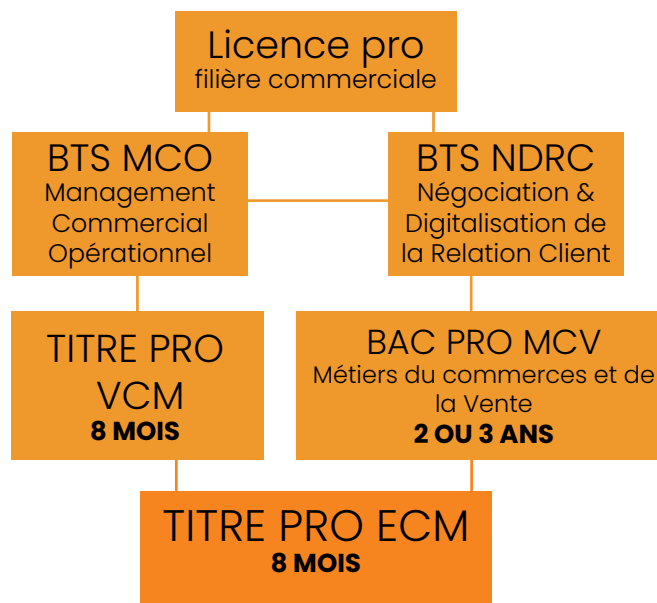 Licence pro
filière commerciale
BTS MCO
Management
Commercial
Opérationnel
BTS NDRC
Négociation &
Digitalisation de
la Relation Client
TITRE PRO
VCM
8 MOIS
BAC PRO MCV
Métiers du commerces et de
la Vente
2 OU 3 ANS
TITRE PRO ECM
8 MOIS